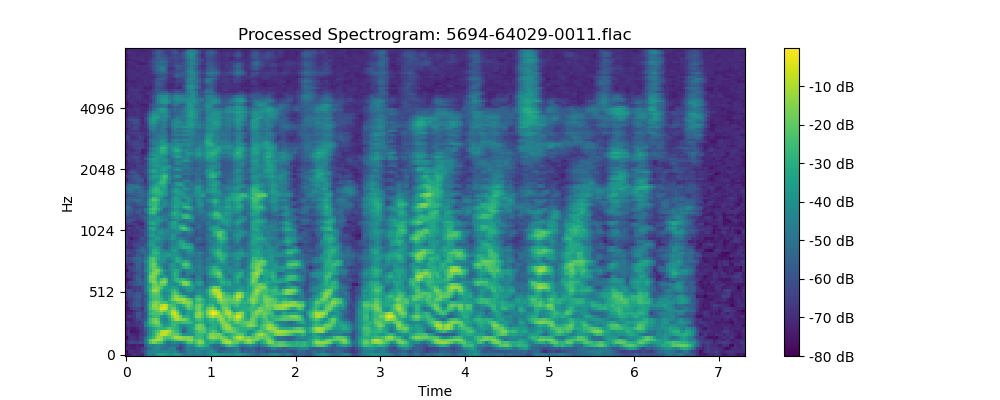 Processed Spectrogram: 5694-64029-0011.flac
Hz
4096
2048
1024
512
0
0 1 2 3 4 5 6 7
Time
-10 dB
-20 dB
-30 dB
-40 dB
-50 dB
-60 dB
-70 dB
-80 dB